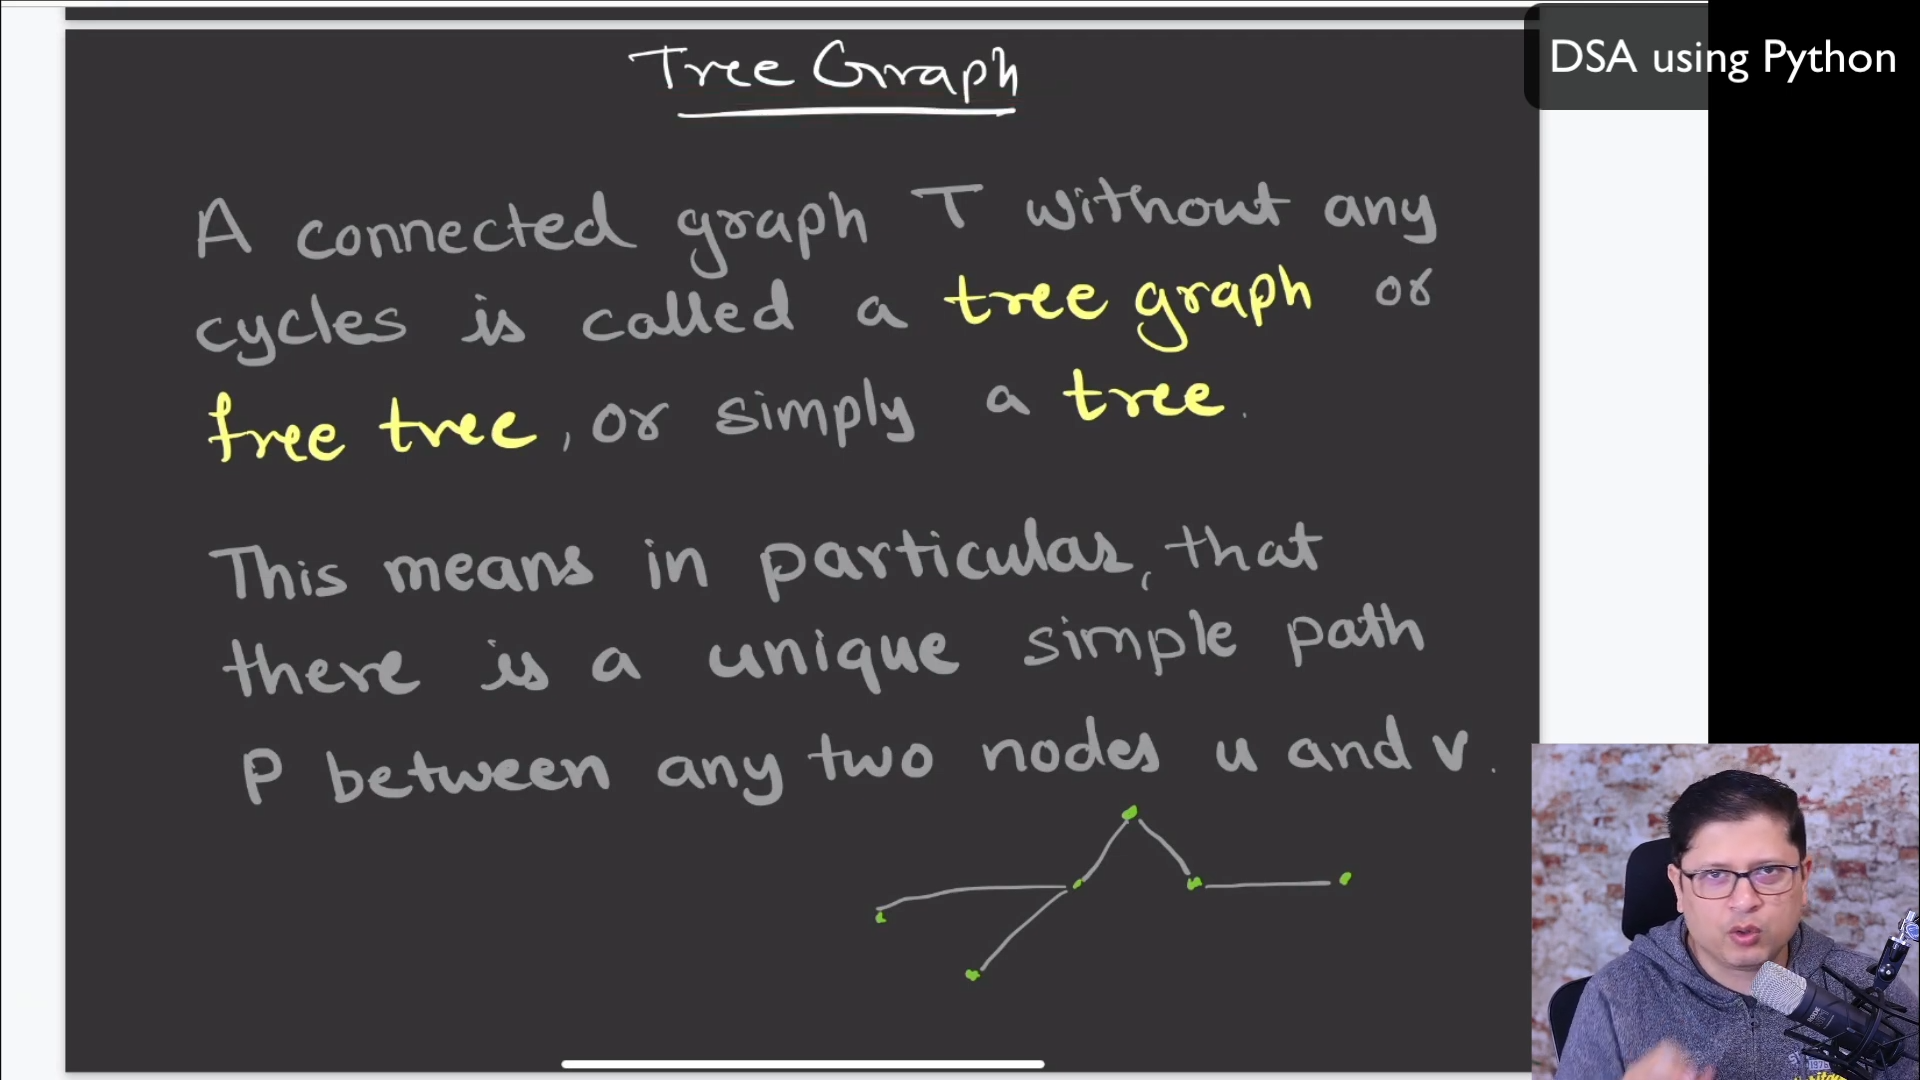 Tree Graph
DSA using Python
A connected graph T without any
cycles is called a tree graph or
free tree, or simply a tree.
This means in particular, that
there is a unique simple path
P between any two nodes u and v.